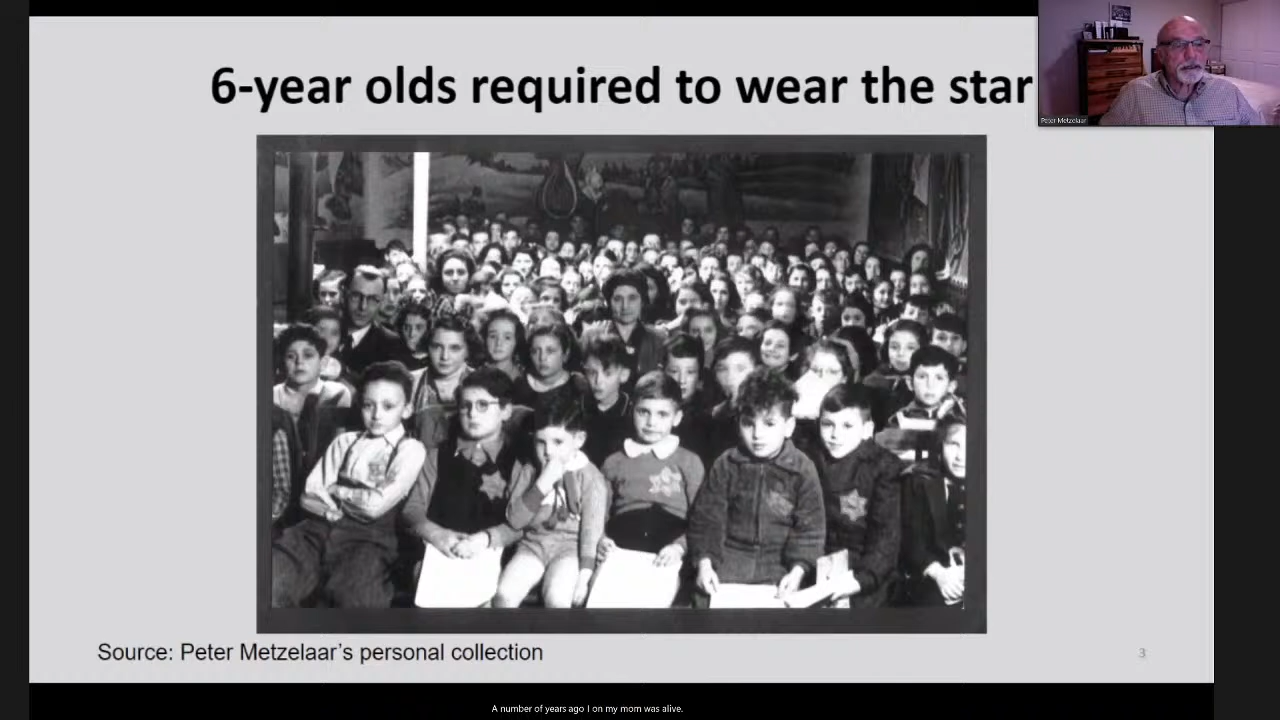 6-year olds required to wear the star
Peter Metzelaar
Source: Peter Metzelaar's personal collection
3
A number of years ago I on my mom was alive.